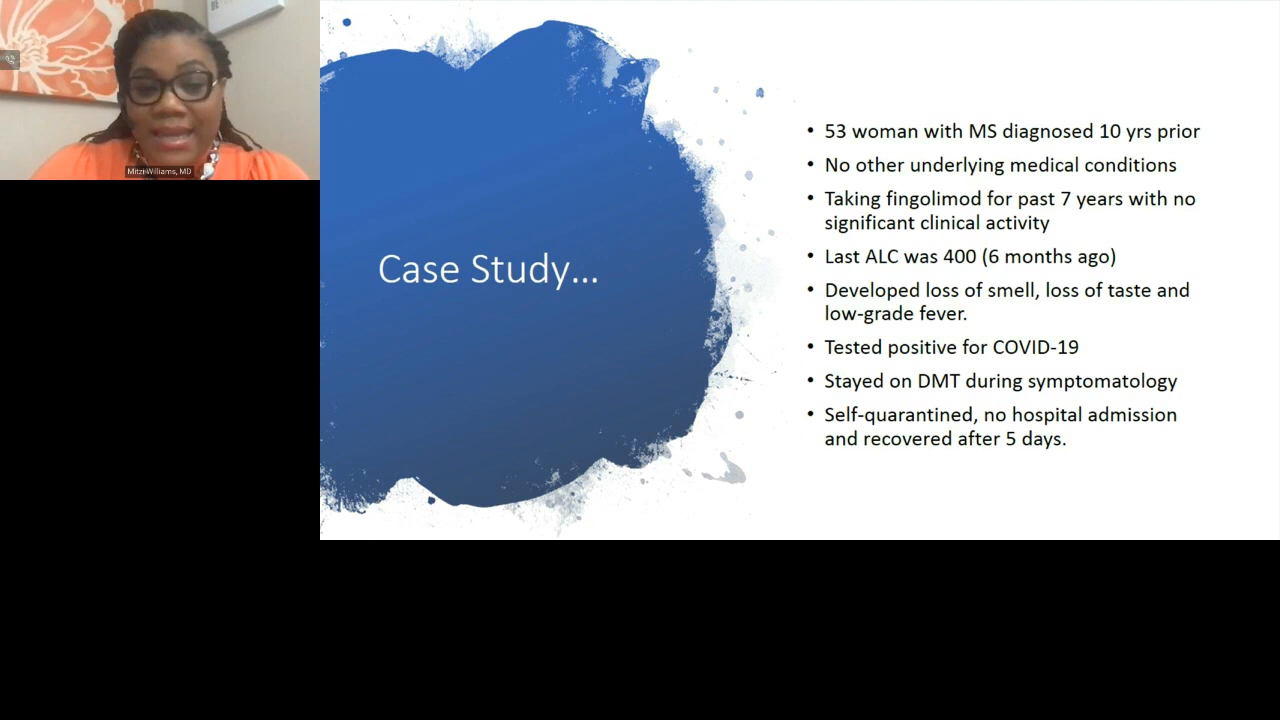 Mitzi Williams, MD
Case Study...
• 53 woman with MS diagnosed 10 yrs prior
• No other underlying medical conditions
• Taking fingolimod for past 7 years with no
significant clinical activity
• Last ALC was 400 (6 months ago)
• Developed loss of smell, loss of taste and
low-grade fever.
• Tested positive for COVID-19
• Stayed on DMT during symptomatology
• Self-quarantined, no hospital admission
and recovered after 5 days.